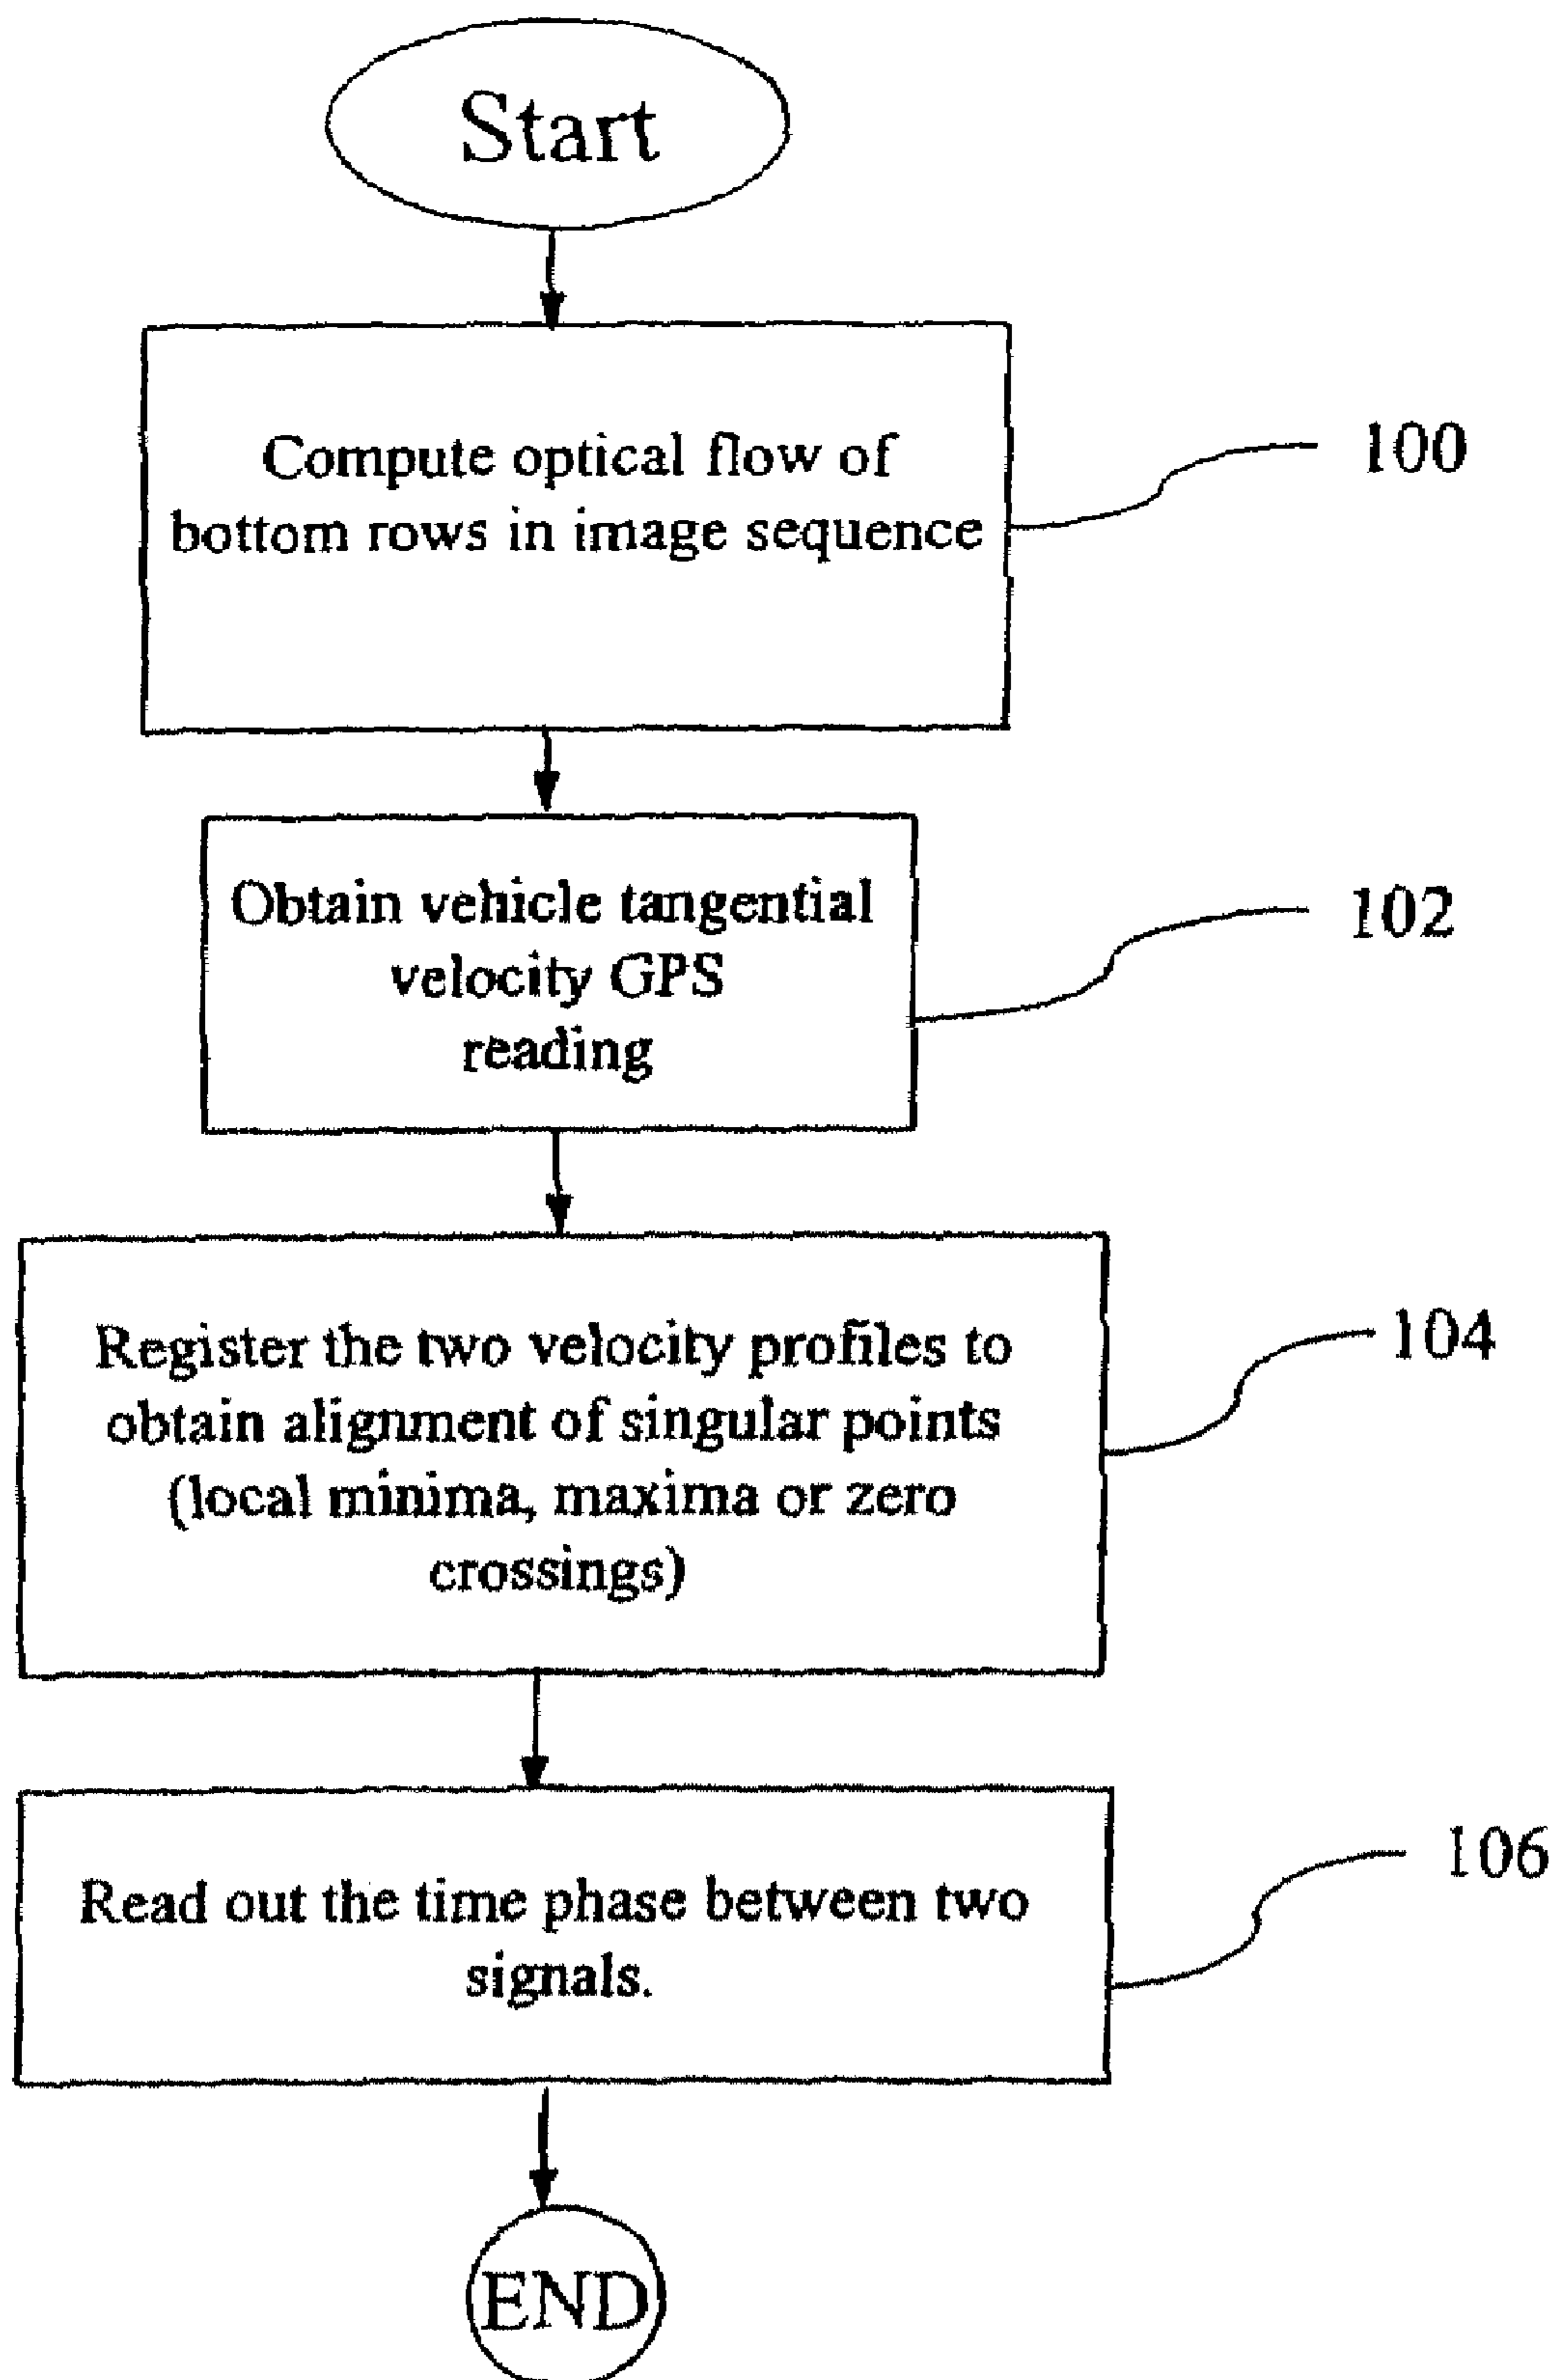 Start
Compute optical flow of
bottom rows in image sequence
100
Obtain vehicle tangential
velocity GPS
reading
102
Register the two velocity profiles to
obtain alignment of singular points
(local minima, maxima or zero
crossings)
104
Read out the time phase between two
signals.
106
END